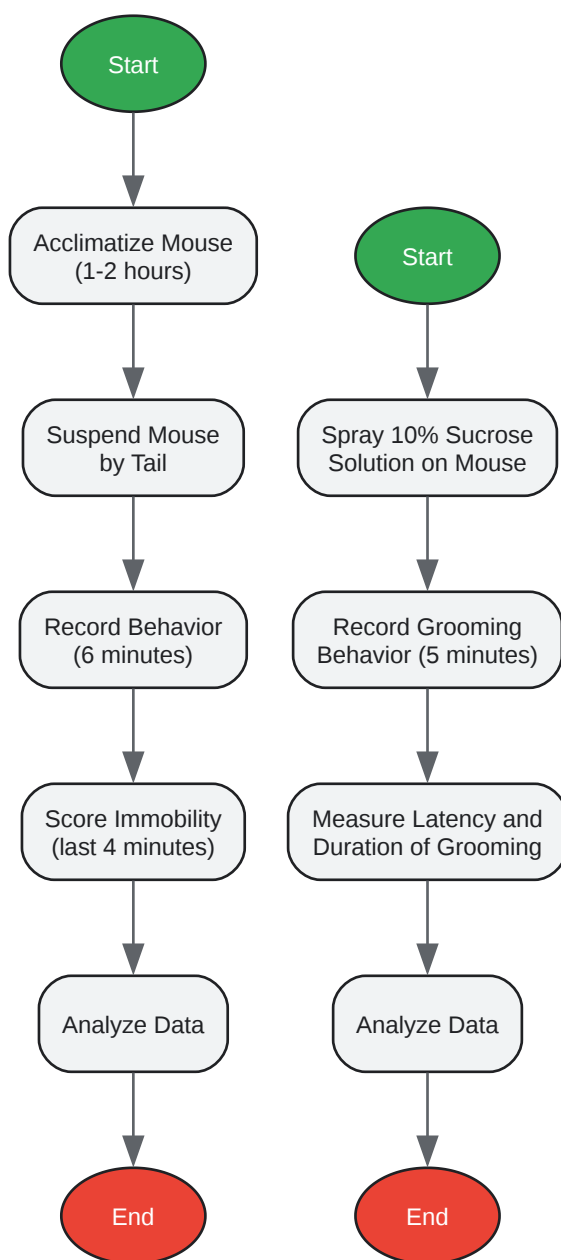 Start
Acclimatize Mouse
(1-2 hours)
Suspend Mouse
by Tail
Record Behavior
(6 minutes)
Score Immobility
(last 4 minutes)
Analyze Data
End
Start
Spray 10% Sucrose
Solution on Mouse
Record Grooming
Behavior (5 minutes)
Measure Latency and
Duration of Grooming
Analyze Data
End